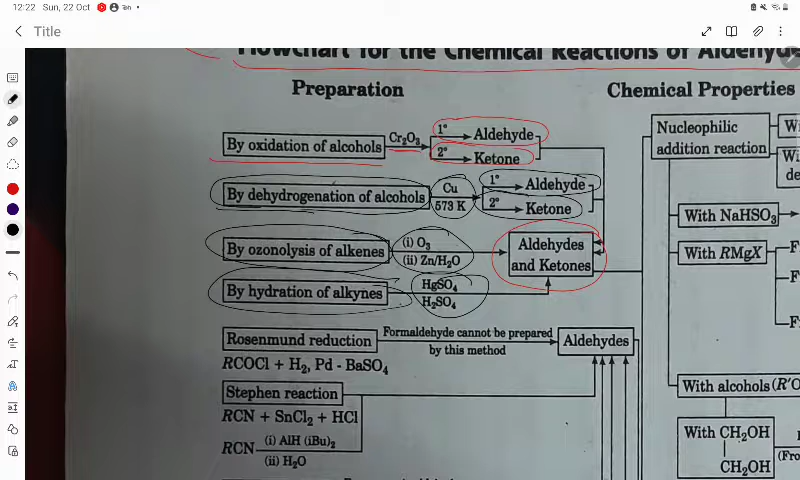 12:22 Sun, 22 Oct
Title
Flowchart for the Chemical Reactions of Aldehyde
Preparation
Chemical Properties
By oxidation of alcohols
Cr₂O₃
1° Aldehyde
2° Ketone
By dehydrogenation of alcohols
Cu
573 K
1° Aldehyde
2° Ketone
By ozonolysis of alkenes
(i) O₃
(ii) Zn/H₂O
Aldehydes
and Ketones
By hydration of alkynes
HgSO₄
H₂SO₄
Rosenmund reduction
Formaldehyde cannot be prepared
by this method
Aldehydes
RCOCl + H₂, Pd - BaSO₄
Stephen reaction
RCN + SnCl₂ + HCl
RCN
(i) AlH (iBu)₂
(ii) H₂O
Nucleophilic
addition reaction
Wi
de
With NaHSO₃
With RMgX
F
F
F
With alcohols (R'O
With CH₂OH
CH₂OH
(Fro